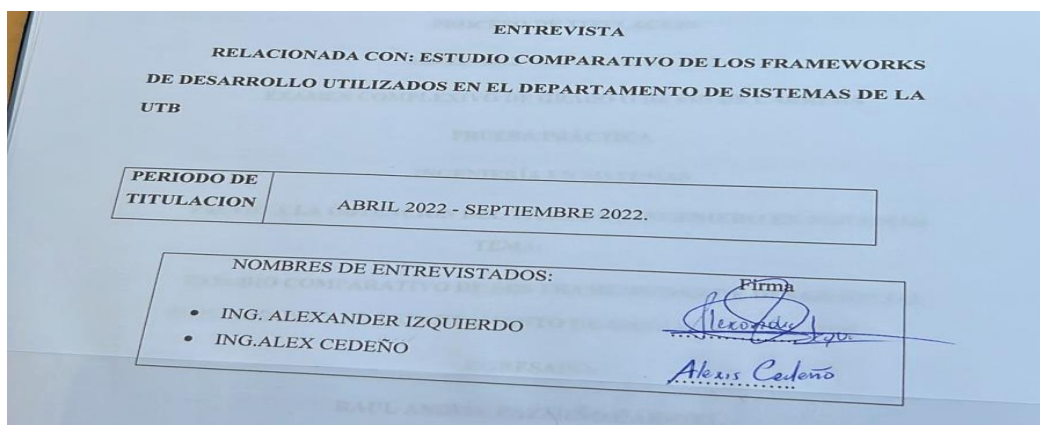 ENTREVISTA
RELACIONADA CON: ESTUDIO COMPARATIVO DE LOS FRAMEWORKS
DE DESARROLLO UTILIZADOS EN EL DEPARTAMENTO DE SISTEMAS DE LA
UTB
PERIODO DE
TITULACION
ABRIL 2022 - SEPTIEMBRE 2022.
NOMBRES DE ENTREVISTADOS:
Firma
• ING. ALEXANDER IZQUIERDO
• ING.ALEX CEDEÑO
Alexis Cedeño